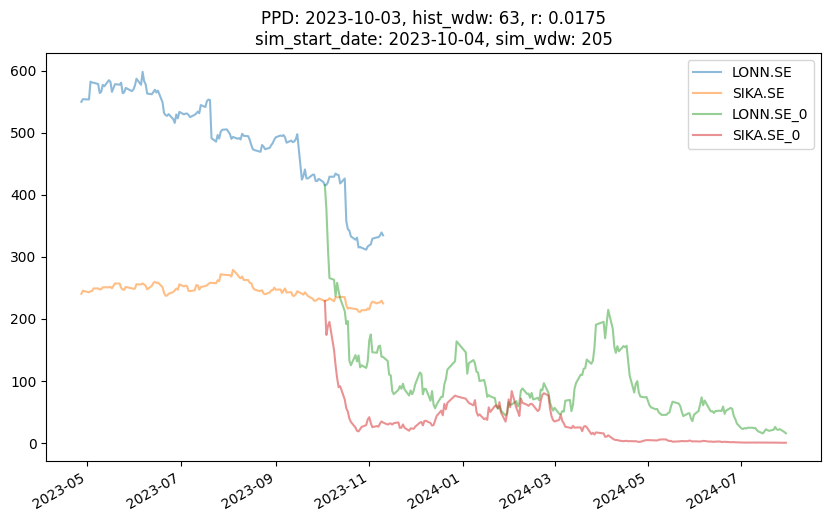 PPD: 2023-10-03, hist_wdw: 63, r: 0.0175
sim_start_date: 2023-10-04, sim_wdw: 205
LONN.SE
SIKA.SE
LONN.SE_0
SIKA.SE_0
600
500
400
300
200
100
0
2023-05
2023-07
2023-09
2023-11
2024-01
2024-03
2024-05
2024-07